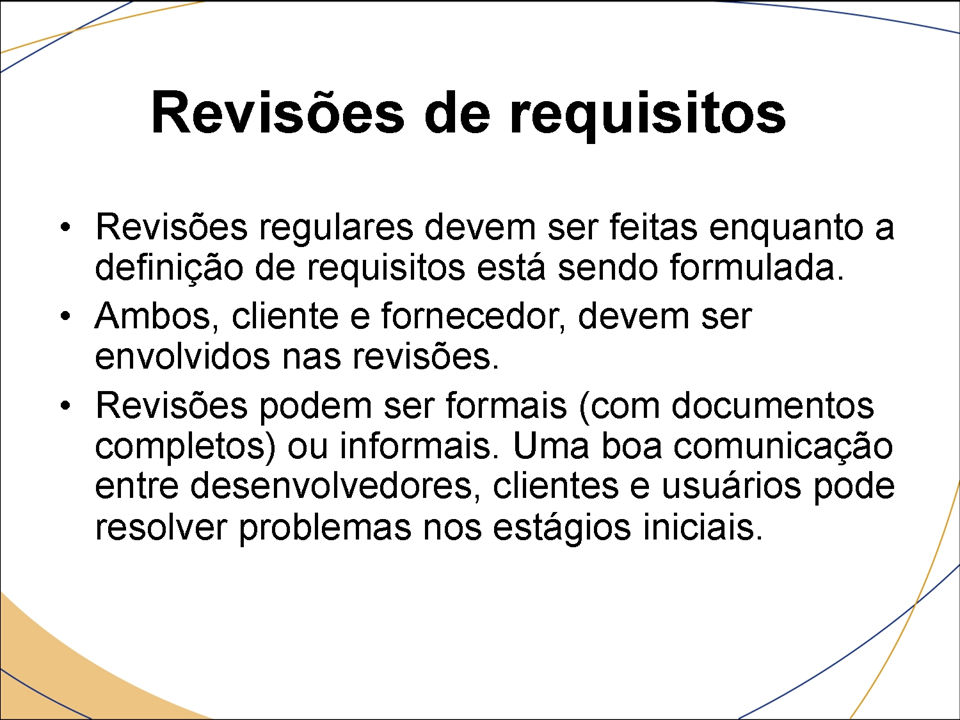 Revisões de requisitos
• Revisões regulares devem ser feitas enquanto a
definição de requisitos está sendo formulada.
• Ambos, cliente e fornecedor, devem ser
envolvidos nas revisões.
• Revisões podem ser formais (com documentos
completos) ou informais. Uma boa comunicação
entre desenvolvedores, clientes e usuários pode
resolver problemas nos estágios iniciais.